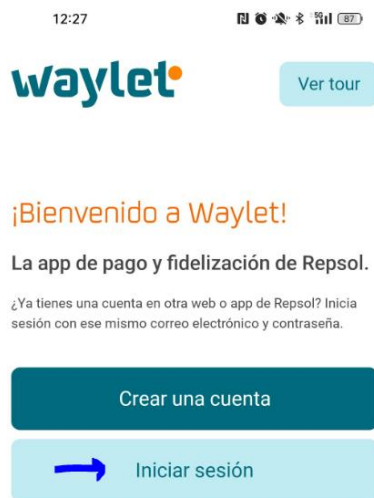 12:27
5G
87
waylet
Ver tour
¡Bienvenido a Waylet!
La app de pago y fidelización de Repsol.
¿Ya tienes una cuenta en otra web o app de Repsol? Inicia
sesión con ese mismo correo electrónico y contraseña.
Crear una cuenta
Iniciar sesión